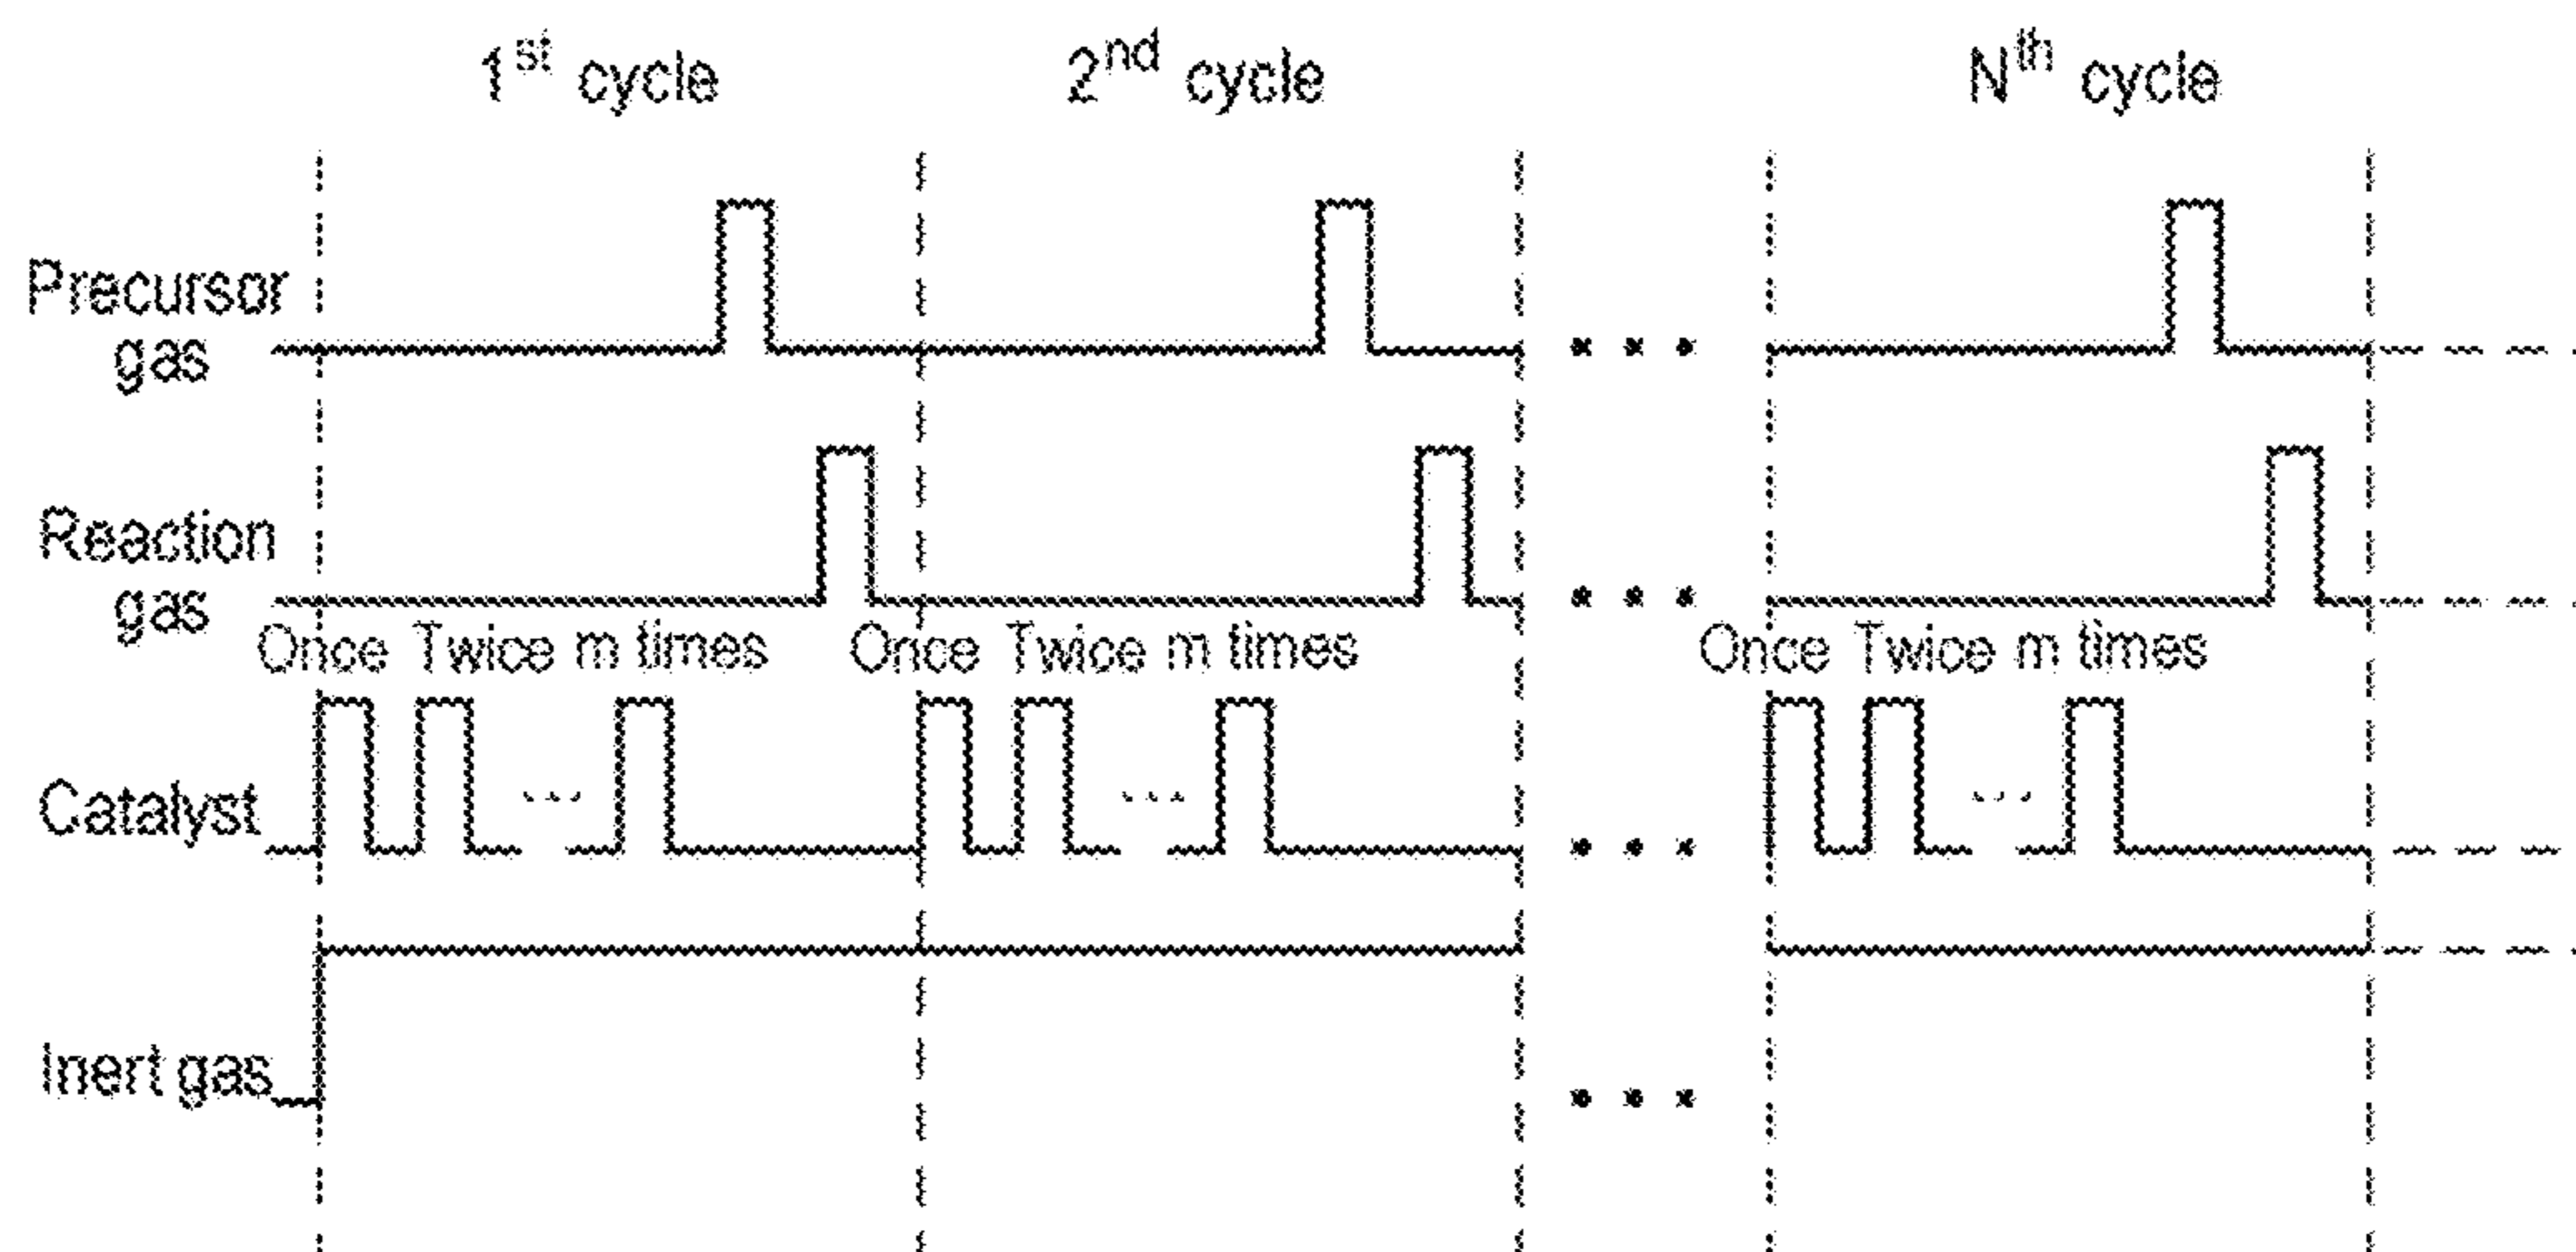 1st cycle 2nd cycle Nth cycle
Precursor
gas
Reaction
gas
Once Twice m times Once Twice m times Once Twice m times
Catalyst
Inert gas